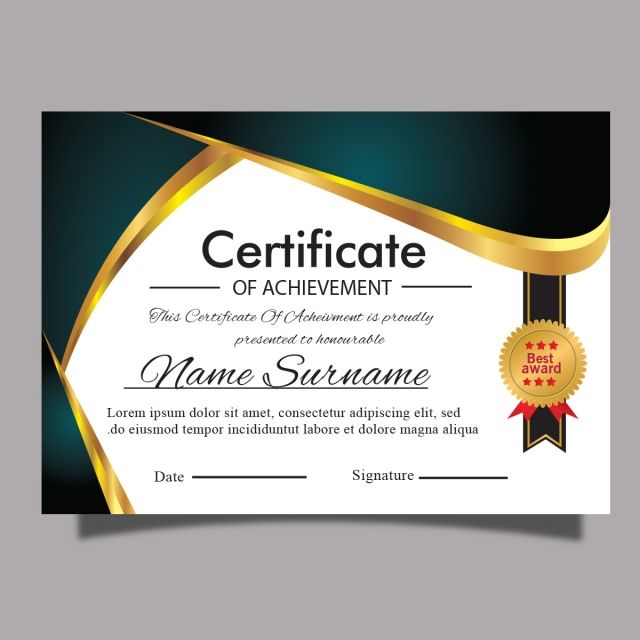 Certificate
OF ACHIEVEMENT
This Certificate Of Acheivment is proudly
presented to honourable
Name Surname
Lorem ipsum dolor sit amet, consectetur adipiscing elit, sed
.do eiusmod tempor incididunt labore et dolore magna aliqua
Date
Signature
Best
award